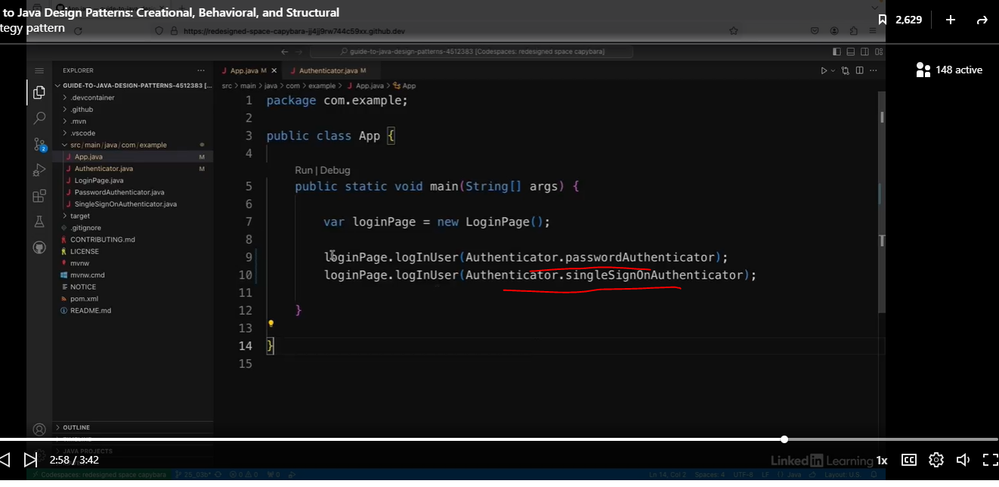 to Java Design Patterns: Creational, Behavioral, and Structural
tegy pattern
2,629
https://redesigned-space-capybara-jj4jj9rw744c59xx.github.dev
guide-to-java-design-patterns-4512383 [Codespaces: redesigned space capybara]
148 active
EXPLORER
App.java M
Authenticator.java M
GUIDE-TO-JAVA-DESIGN-PATTERNS-4512383 [...
src > main > java > com > example > App.java > App
.devcontainer
.github
.mvn
.vscode
src/main/java/com/example
App.java M
Authenticator.java M
LoginPage.java
PasswordAuthenticator.java
SingleSignOnAuthenticator.java
target
.gitignore
CONTRIBUTING.md
LICENSE
mvnw
mvnw.cmd
NOTICE
pom.xml
README.md
2
1 package com.example;
2
3 public class App {
4
Run | Debug
5 public static void main(String[] args) {
6
7 var loginPage = new LoginPage();
8
9 loginPage.logInUser(Authenticator.passwordAuthenticator);
10 loginPage.logInUser(Authenticator.singleSignOnAuthenticator);
11
12 }
13
14 }
15
OUTLINE
TIMELINE
JAVA PROJECTS
2:58 / 3:42
LinkedIn Learning
1x
CC
Codespaces: redesigned space capybara
25_03b*
0 0
0
Ln 14, Col 2
Spaces: 4
UTF-8
LF
{} Java
Layout: U.S.